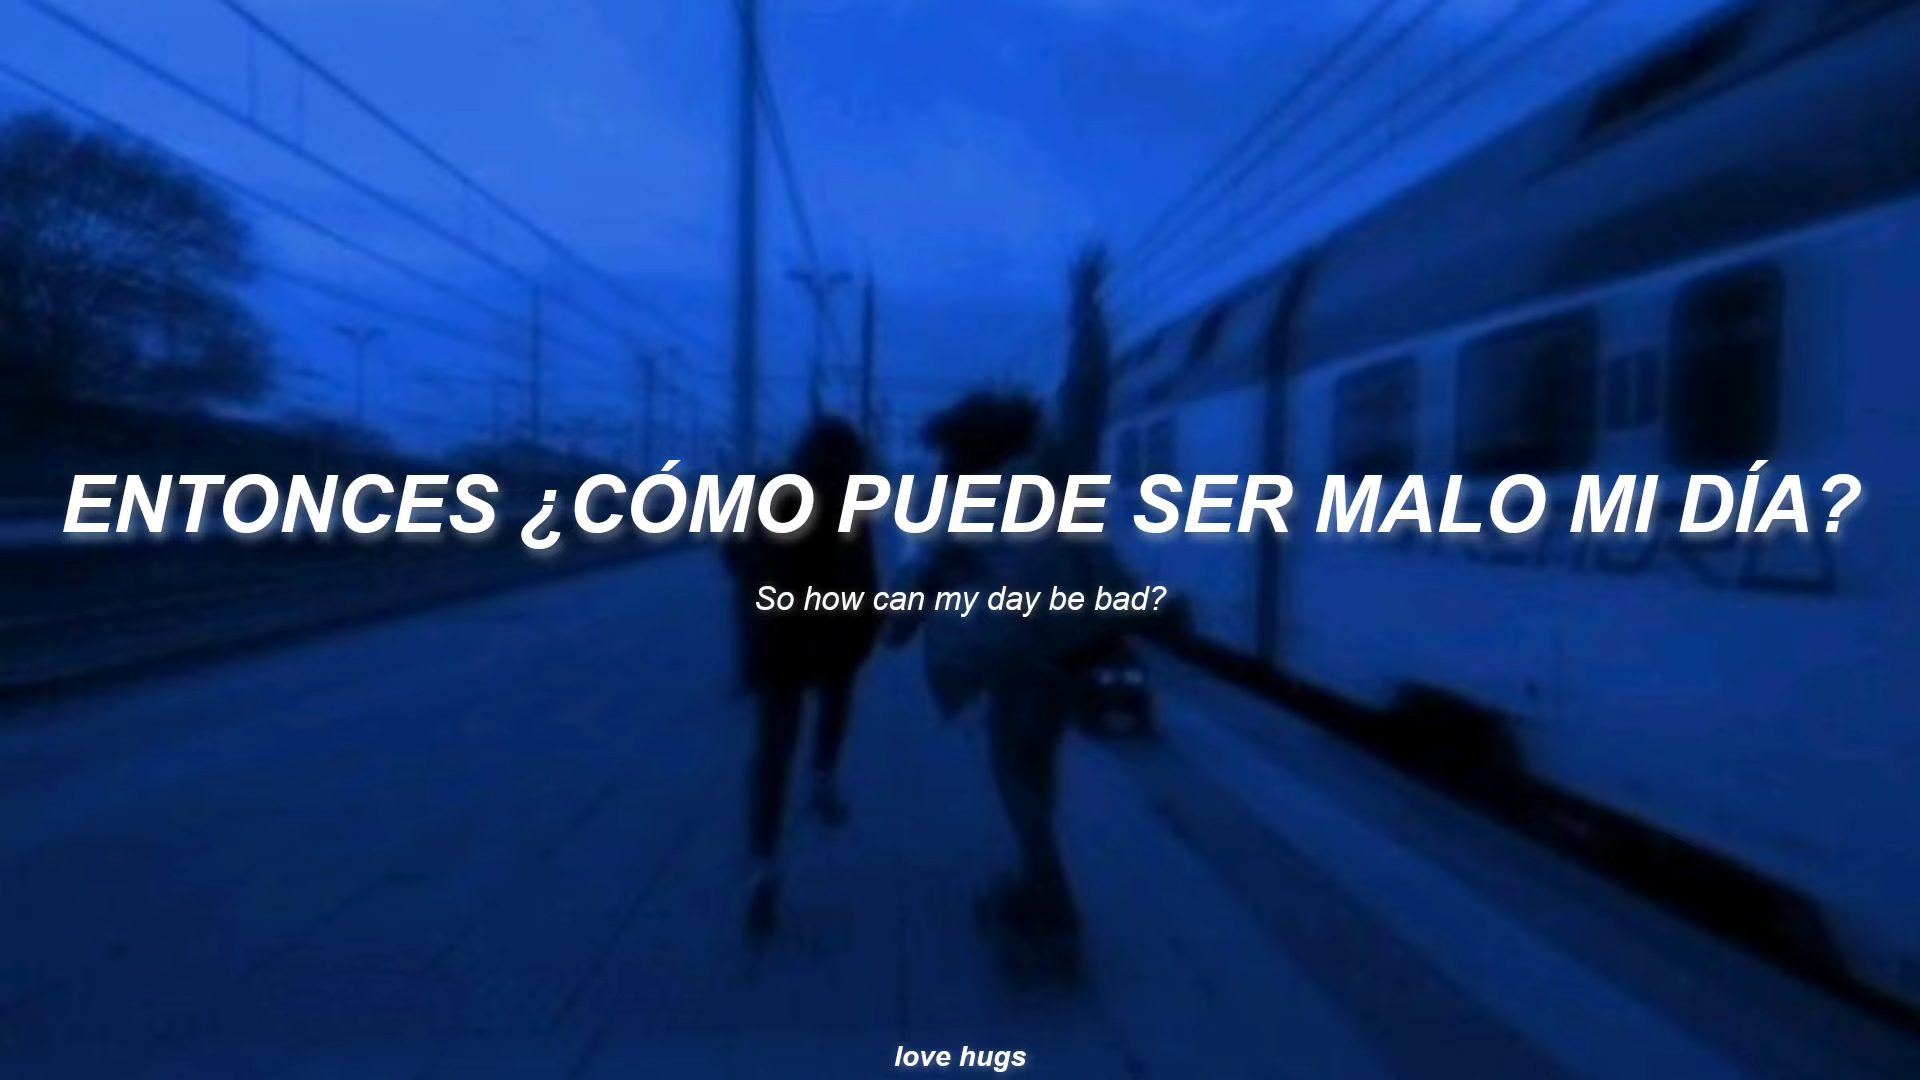 ENTONCES ¿CÓMO PUEDE SER MALO MI DÍA?
So how can my day be bad?
love hugs